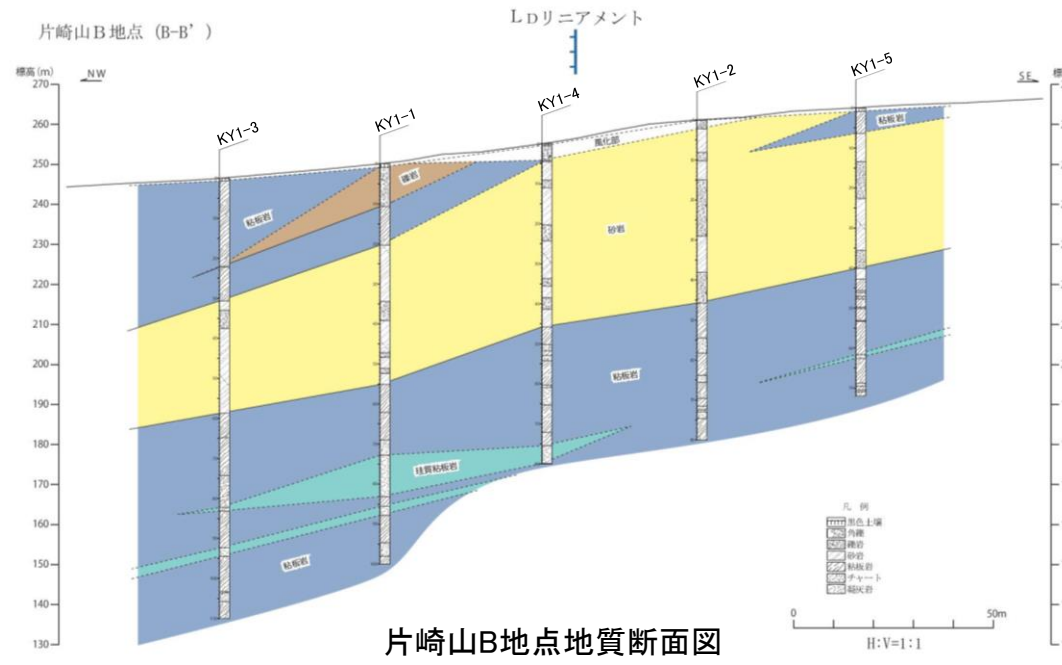 片崎山B地点 (B-B')
LDリニアメント
標高(m)
NW
SE
標
270
260
250
240
230
220
210
200
190
180
170
160
150
140
130
KY1-3
KY1-1
KY1-4
KY1-2
KY1-5
風化部
粘板岩
礫岩
粘板岩
砂岩
粘板岩
珪質粘板岩
粘板岩
凡 例
黒色土壌
角礫
礫岩
砂岩
粘板岩
チャート
凝灰岩
0 50m
H:V=1:1
片崎山B地点地質断面図